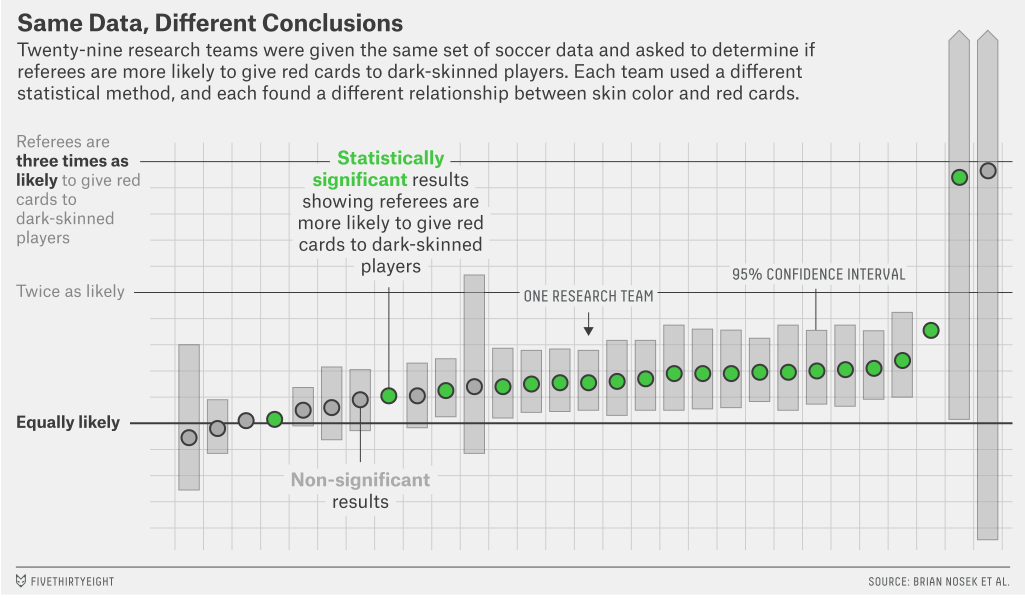 Same Data, Different Conclusions
Twenty-nine research teams were given the same set of soccer data and asked to determine if
referees are more likely to give red cards to dark-skinned players. Each team used a different
statistical method, and each found a different relationship between skin color and red cards.
Referees are
three times as
likely to give red
cards to
dark-skinned
players
Statistically
significant results
showing referees are
more likely to give red
cards to dark-skinned
players
95% CONFIDENCE INTERVAL
Twice as likely
ONE RESEARCH TEAM
Equally likely
Non-significant
results
FIVETHIRTYEIGHT
SOURCE: BRIAN NOSEK ET AL.